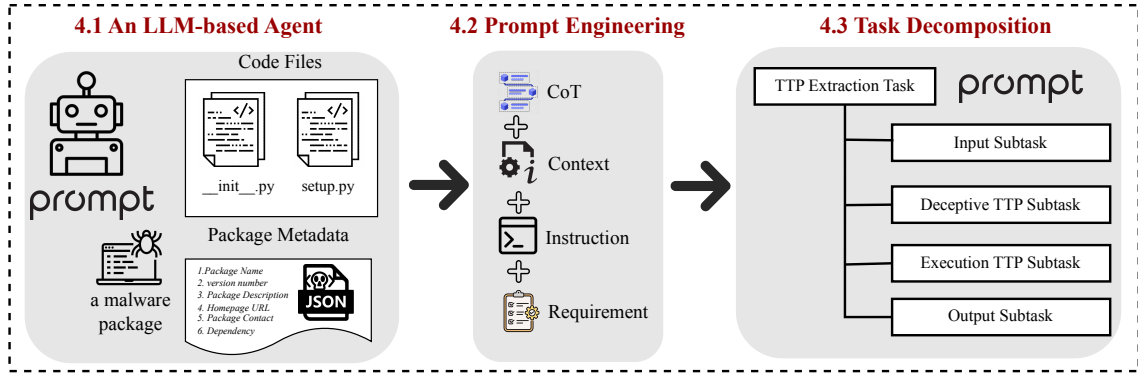 4.1 An LLM-based Agent
Code Files
</>
</>
__init__.py
setup.py
prompt
Package Metadata
a malware
package
1.Package Name
2. version number
3. Package Description
4. Homepage URL
5. Package Contact
6. Dependency
JSON
4.2 Prompt Engineering
CoT
Context
i
Instruction
>_
Requirement
4.3 Task Decomposition
TTP Extraction Task
prompt
Input Subtask
Deceptive TTP Subtask
Execution TTP Subtask
Output Subtask